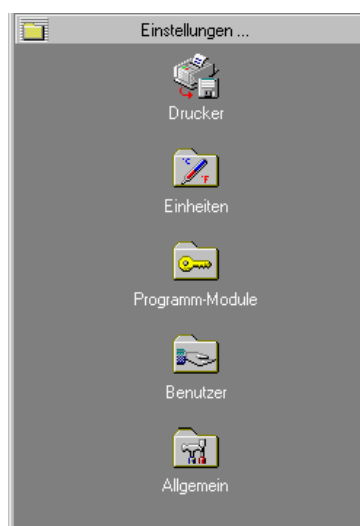 Einstellungen ...
Drucker
°C
°F
Einheiten
Programm-Module
Benutzer
Allgemein